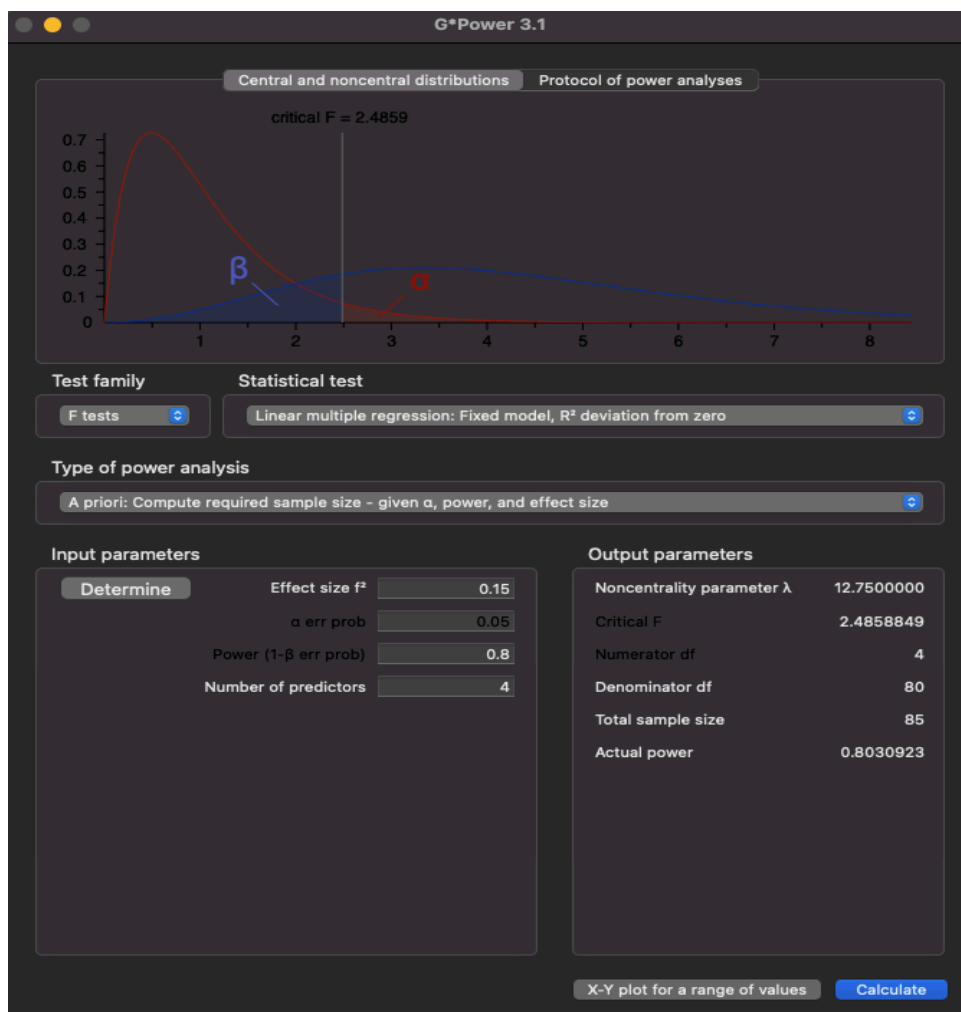 G*Power 3.1
Central and noncentral distributions Protocol of power analyses
critical F = 2.4859
0.7
0.6
0.5
0.4
0.3
0.2
0.1
0
β
α
1 2 3 4 5 6 7 8
Test family Statistical test
F tests Linear multiple regression: Fixed model, R² deviation from zero
Type of power analysis
A priori: Compute required sample size - given α, power, and effect size
Input parameters Output parameters
Determine Effect size f² 0.15 Noncentrality parameter λ 12.7500000
α err prob 0.05 Critical F 2.4858849
Power (1-β err prob) 0.8 Numerator df 4
Number of predictors 4 Denominator df 80
Total sample size 85
Actual power 0.8030923
X-Y plot for a range of values Calculate